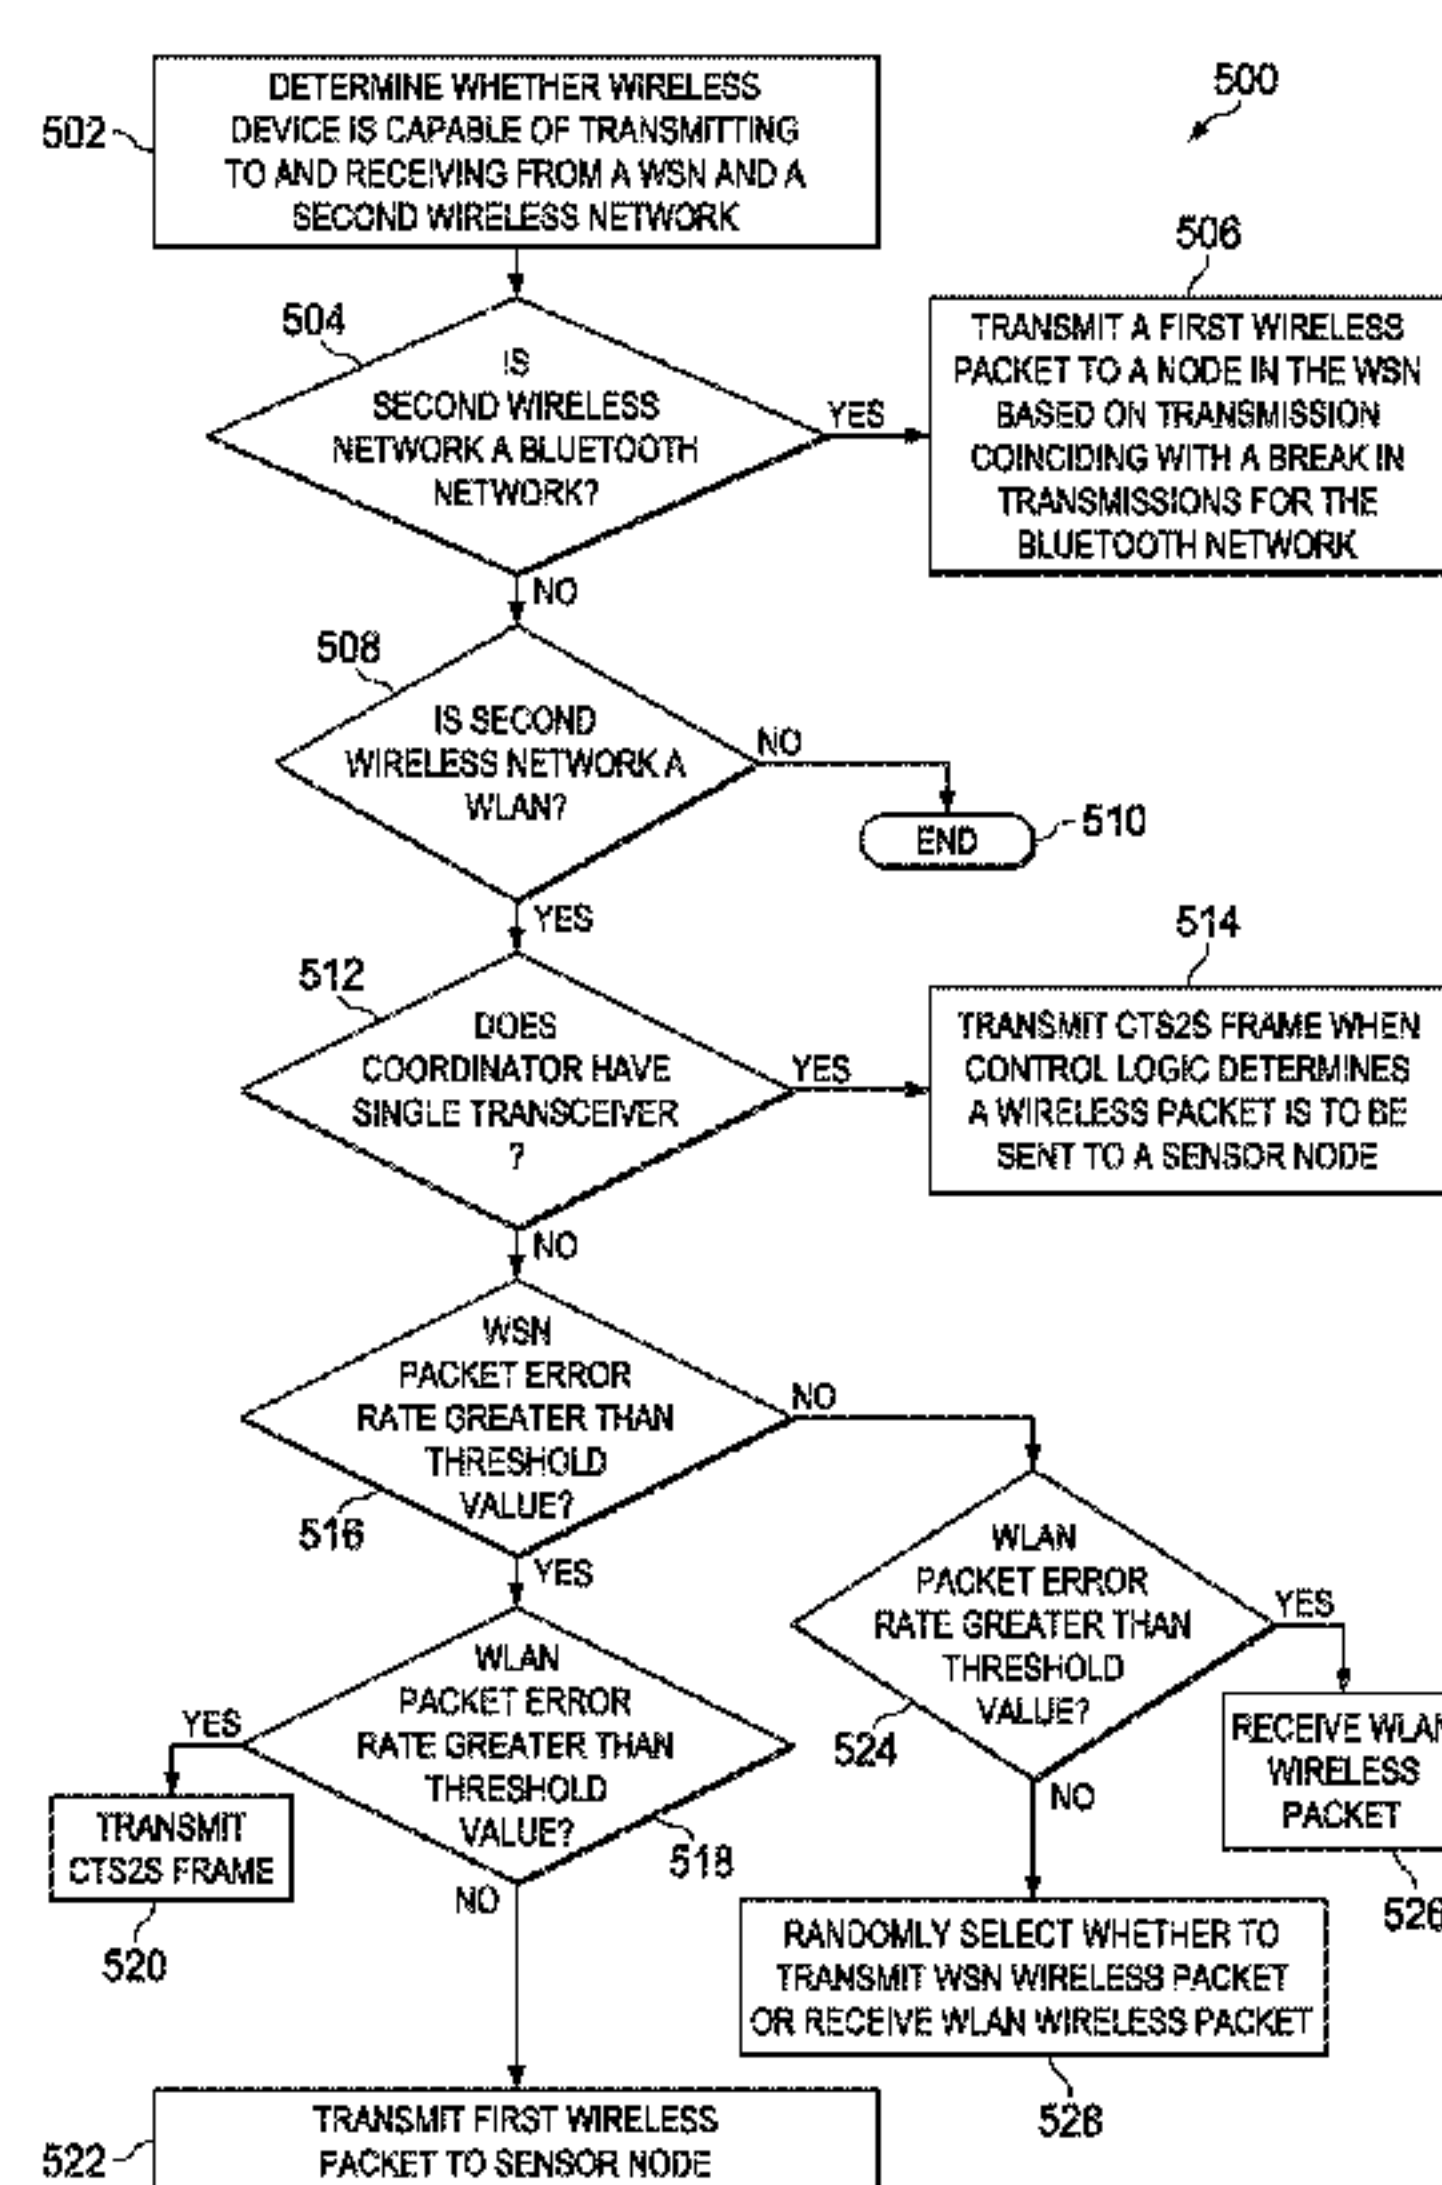 500
502
DETERMINE WHETHER WIRELESS
DEVICE IS CAPABLE OF TRANSMITTING
TO AND RECEIVING FROM A WSN AND A
SECOND WIRELESS NETWORK
504
IS
SECOND WIRELESS
NETWORK A BLUETOOTH
NETWORK?
YES
506
TRANSMIT A FIRST WIRELESS
PACKET TO A NODE IN THE WSN
BASED ON TRANSMISSION
COINCIDING WITH A BREAK IN
TRANSMISSIONS FOR THE
BLUETOOTH NETWORK
NO
508
IS SECOND
WIRELESS NETWORK A
WLAN?
NO
END
510
YES
512
DOES
COORDINATOR HAVE
SINGLE TRANSCEIVER
?
YES
514
TRANSMIT CTS2S FRAME WHEN
CONTROL LOGIC DETERMINES
A WIRELESS PACKET IS TO BE
SENT TO A SENSOR NODE
NO
WSN
PACKET ERROR
RATE GREATER THAN
THRESHOLD
VALUE?
516
NO
YES
WLAN
PACKET ERROR
RATE GREATER THAN
THRESHOLD
VALUE?
524
YES
RECEIVE WLAN
WIRELESS
PACKET
526
NO
RANDOMLY SELECT WHETHER TO
TRANSMIT WSN WIRELESS PACKET
OR RECEIVE WLAN WIRELESS PACKET
528
WLAN
PACKET ERROR
RATE GREATER THAN
THRESHOLD
VALUE?
518
YES
TRANSMIT
CTS2S FRAME
520
NO
522
TRANSMIT FIRST WIRELESS
PACKET TO SENSOR NODE